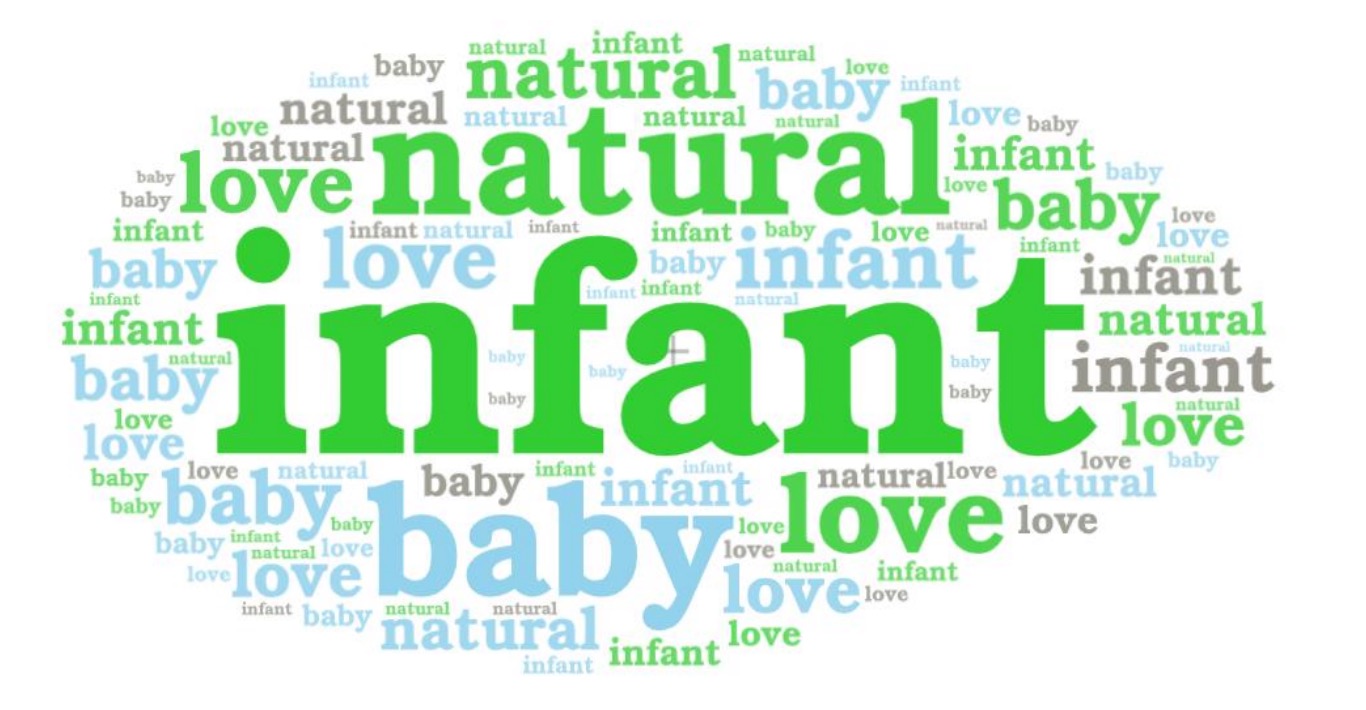 natural infant
baby natural natural
infant baby love infant
natural natural natural natural love baby
love natural natural infant
baby love love baby baby
baby love
infant infant natural infant infant baby love natural infant love
baby love baby infant infant natural
infant infant infant natural
infant infant natural
baby natural baby baby baby infant natural
love baby baby love natural
love
baby love natural baby infant infant infant natural love natural love baby
baby baby baby baby love love love
baby infant natural love love
love love love natural infant
infant baby natural natural love love
natural infant love
infant